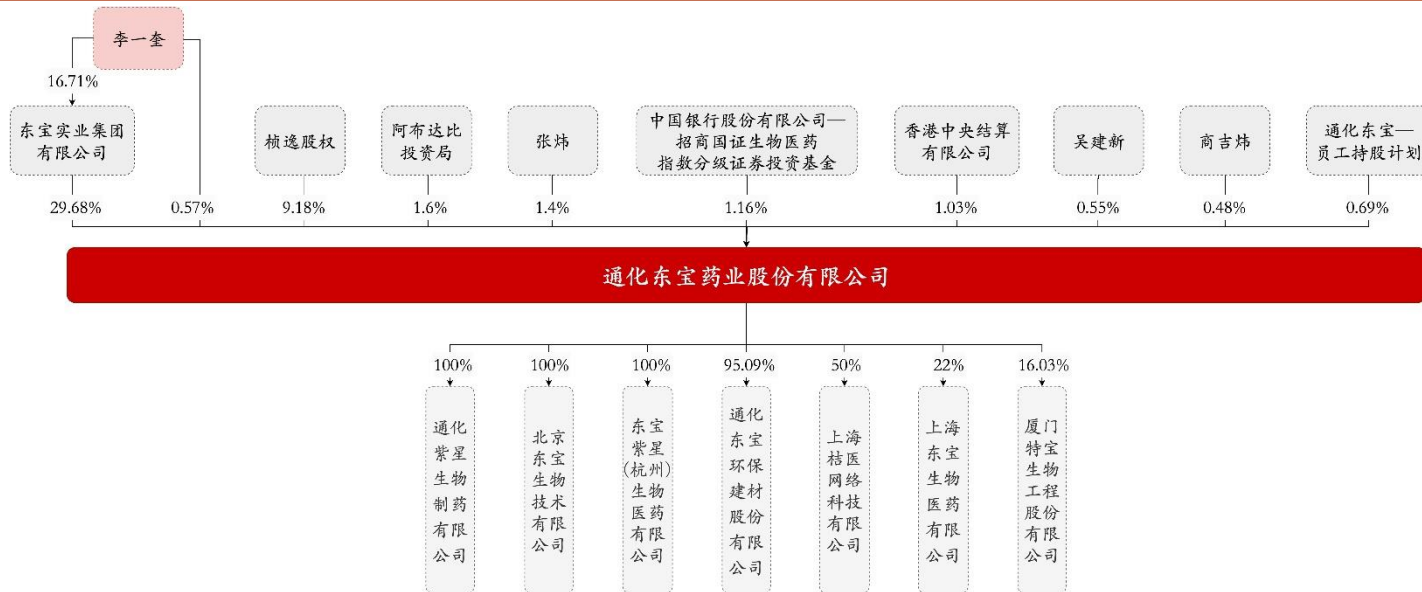 李一奎
16.71%
东宝实业集团
有限公司
桢逸股权
阿布达比
投资局
张炜
中国银行股份有限公司—
招商国证生物医药
指数分级证券投资基金
香港中央结算
有限公司
吴建新
商吉炜
通化东宝—
员工持股计划
29.68%
0.57%
9.18%
1.6%
1.4%
1.16%
1.03%
0.55%
0.48%
0.69%
通化东宝药业股份有限公司
100%
100%
100%
95.09%
50%
22%
16.03%
通化
紫星
生物
制药
有限
公司
北京
东宝
生物
技术
有限
公司
东宝
紫星
(杭州)
生物
医药
有限
公司
通化
东宝
环保
建材
股份
有限
公司
上海
桔医
网络
科技
有限
公司
上海
东宝
生物
医药
有限
公司
厦门
特宝
生物
工程
股份
有限
公司